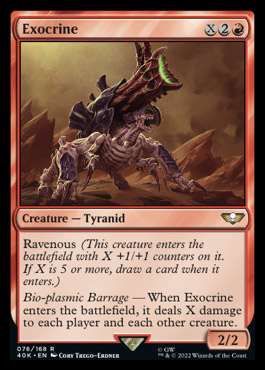 Exocrine X2
Creature — Tyranid
Ravenous (This creature enters the
battlefield with X +1/+1 counters on it.
If X is 5 or more, draw a card when it
enters.)
Bio-plasmic Barrage — When Exocrine
enters the battlefield, it deals X damage
to each player and each other creature.
2/2
076/168 R
40K • EN Coby Trego-Erdner
© GW
™ & © 2022 Wizards of the Coast